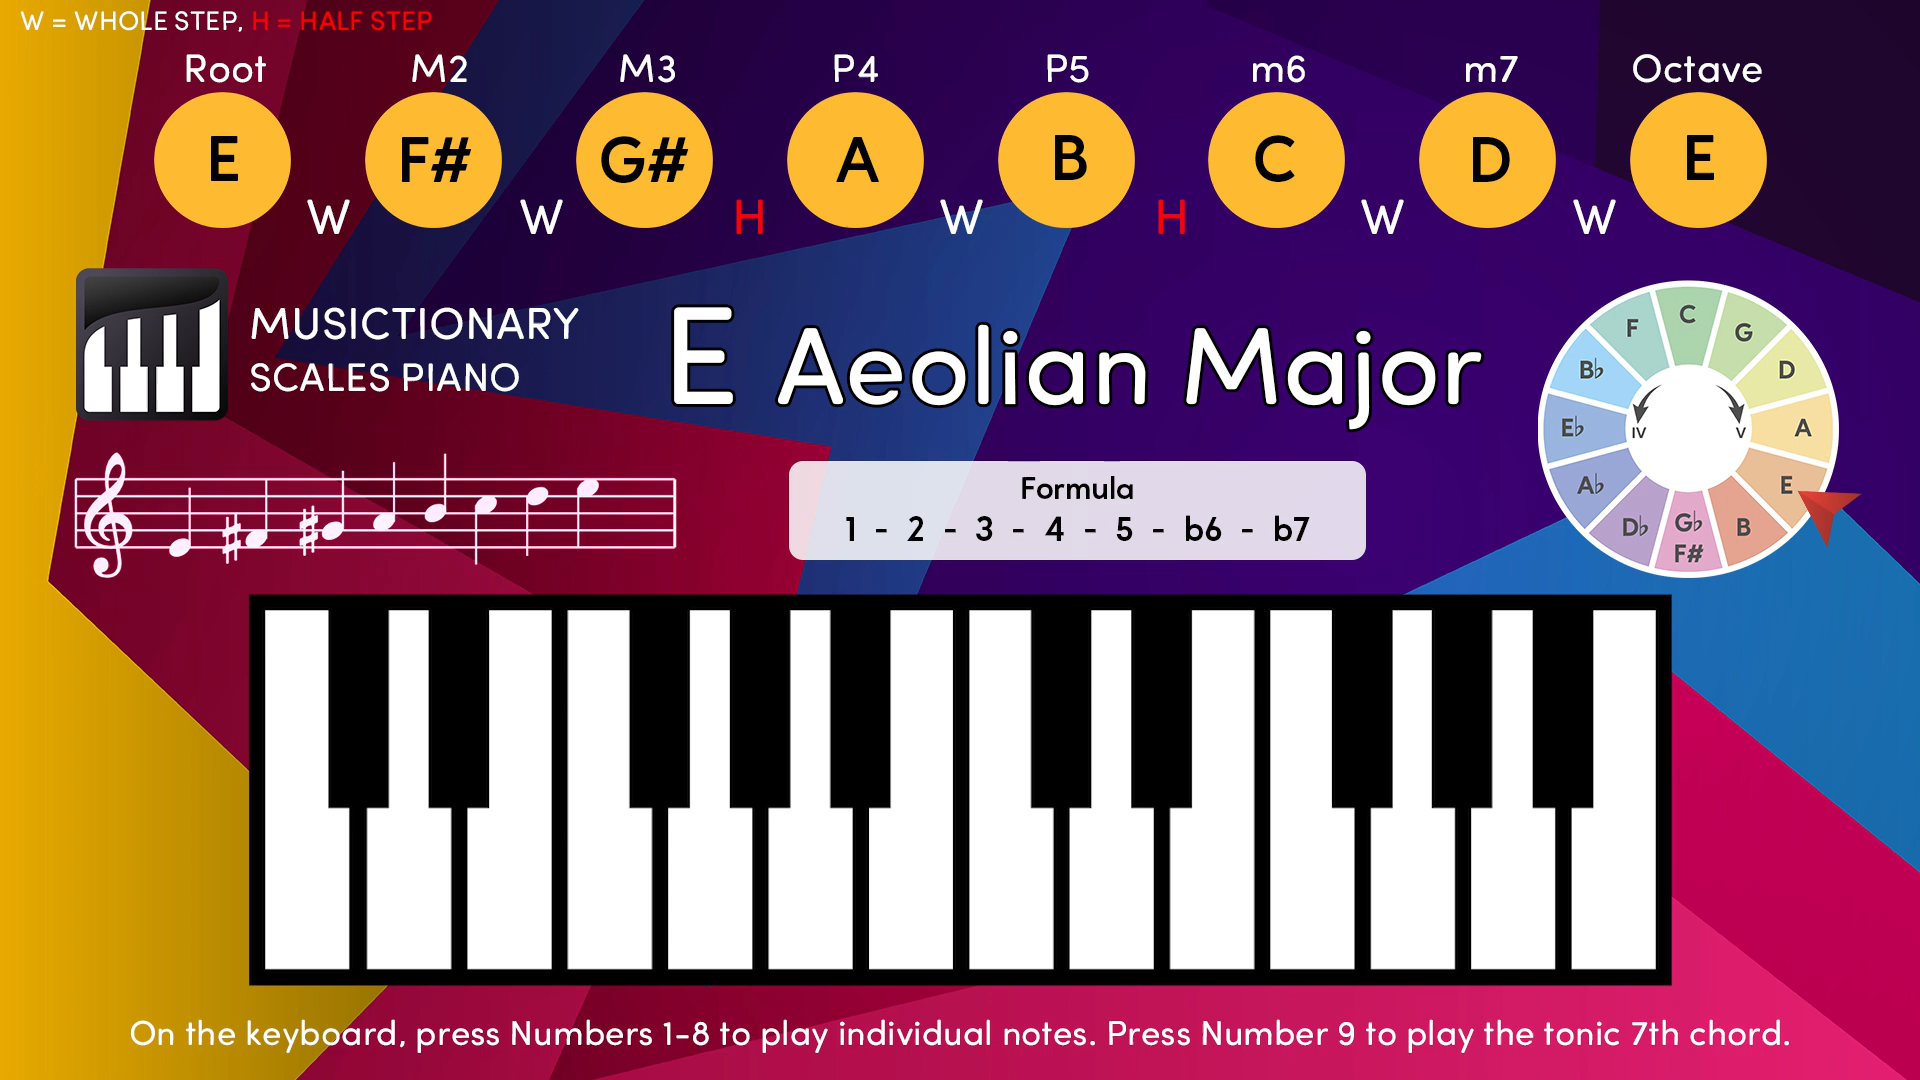 W = WHOLE STEP, H = HALF STEP
Root M2 M3 P4 P5 m6 m7 Octave
E F# G# A B C D E
W W H W H W W
MUSICTIONARY
SCALES PIANO
E Aeolian Major
Formula
1 - 2 - 3 - 4 - 5 - b6 - b7
C
G
D
A
E
B
G♭
F#
D♭
A♭
E♭
B♭
F
IV
V
On the keyboard, press Numbers 1-8 to play individual notes. Press Number 9 to play the tonic 7th chord.